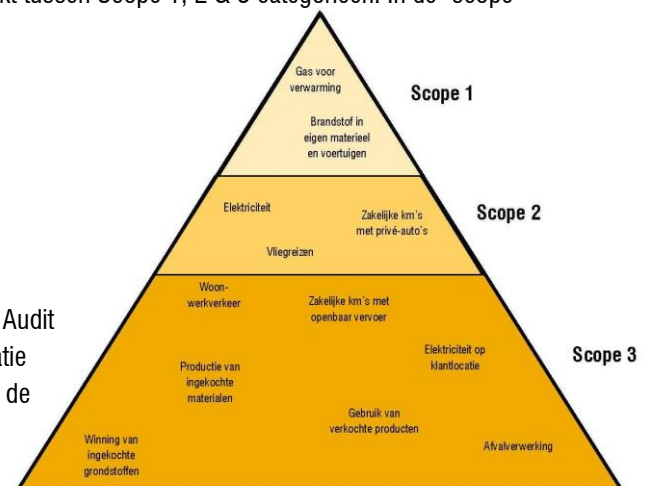 kt tussen Scope 1, 2 & 3 categorieën. In de "scope
Gas voor
verwarming
Scope 1
Brandstof in
eigen materieel
en voertuigen
Elektriciteit
Zakelijke km's
met privé-auto's
Scope 2
Vliegreizen
Woon-
werkverkeer
Zakelijke km's met
openbaar vervoer
Audit
atie
de
Elektriciteit op
klantlocatie
Scope 3
Productie van
ingekochte
materialen
Gebruik van
verkochte producten
Winning van
ingekochte
grondstoffen
Afvalverwerking